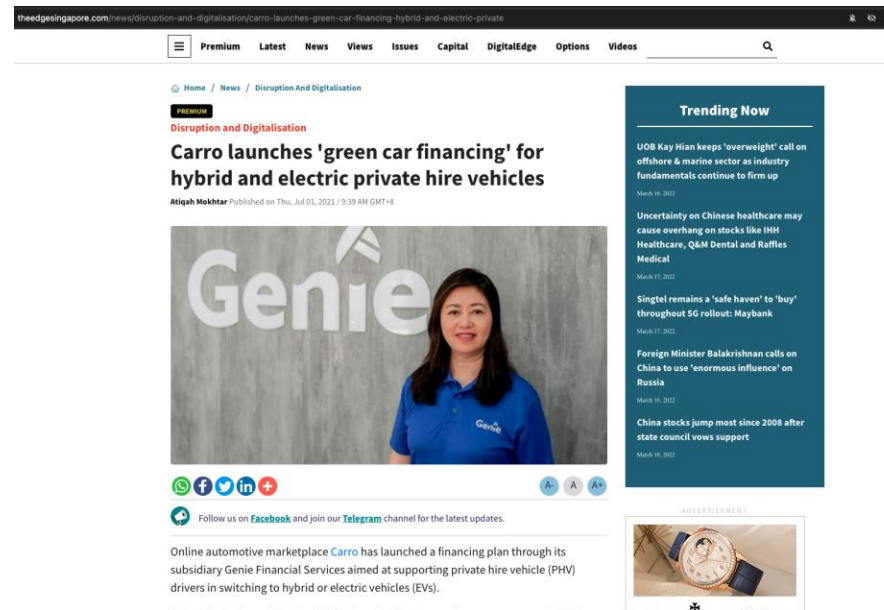 theedgesingapore.com/news/disruption-and-digitalisation/carro-launches-green-car-financing-hybrid-and-electric-private
Premium Latest News Views Issues Capital DigitalEdge Options Videos
Home / News / Disruption And Digitalisation
PREMIUM
Disruption and Digitalisation
Carro launches 'green car financing' for
hybrid and electric private hire vehicles
Atiqah Mokhtar Published on Thu, Jul 01, 2021 / 9:39 AM GMT+8
Genie
Genie
A- A A+
Follow us on Facebook and join our Telegram channel for the latest updates.
Online automotive marketplace Carro has launched a financing plan through its
subsidiary Genie Financial Services aimed at supporting private hire vehicle (PHV)
drivers in switching to hybrid or electric vehicles (EVs).
Trending Now
UOB Kay Hian keeps 'overweight' call on
offshore & marine sector as industry
fundamentals continue to firm up
March 16, 2022
Uncertainty on Chinese healthcare may
cause overhang on stocks like IHH
Healthcare, Q&M Dental and Raffles
Medical
March 17, 2022
Singtel remains a 'safe haven' to 'buy'
throughout 5G rollout: Maybank
March 17, 2022
Foreign Minister Balakrishnan calls on
China to use 'enormous influence' on
Russia
March 16, 2022
China stocks jump most since 2008 after
state council vows support
March 16, 2022
ADVERTISEMENT